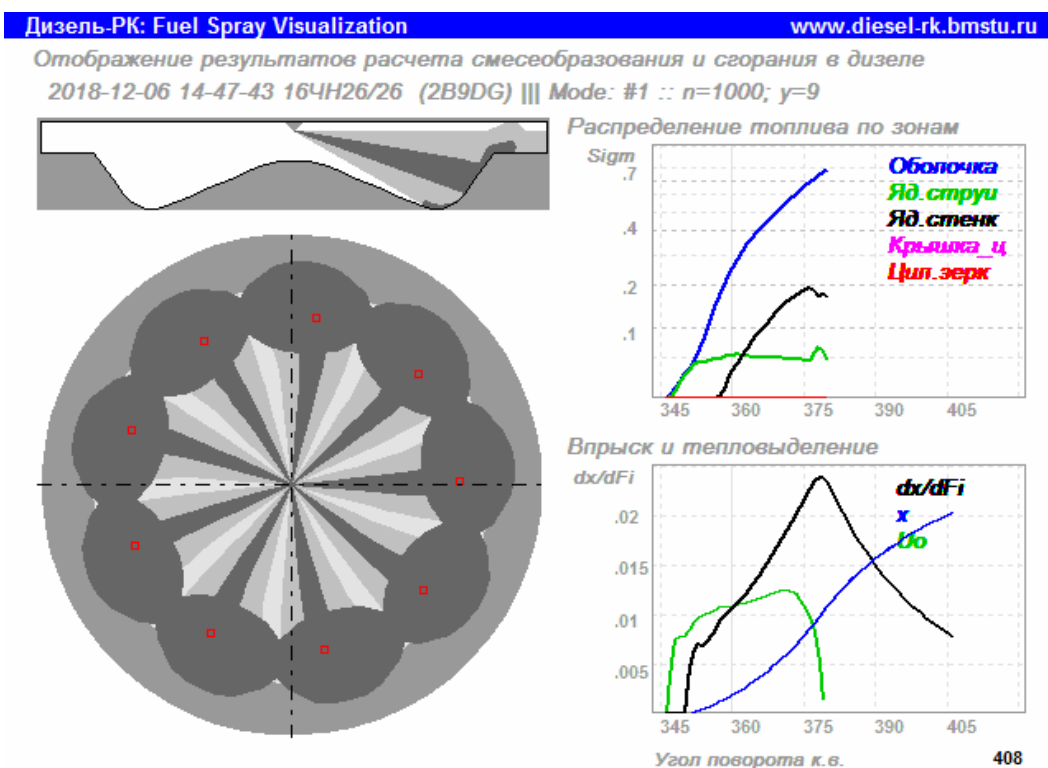 Дизель-РК: Fuel Spray Visualization www.diesel-rk.bmstu.ru
Отображение результатов расчета смесеобразования и сгорания в дизеле
2018-12-06 14-47-43 16ЧН26/26 (2B9DG) ||| Mode: #1 :: n=1000; y=9
Распределение топлива по зонам
Sigm
.7
.4
.2
.1
Оболочка
Яд.струи
Яд.стенк
Крышка_ц
Цил.зерк
345 360 375 390 405
Впрыск и тепловыделение
dx/dFi
.02
.015
.01
.005
dx/dFi
x
Uo
345 360 375 390 405
Угол поворота к.в. 408